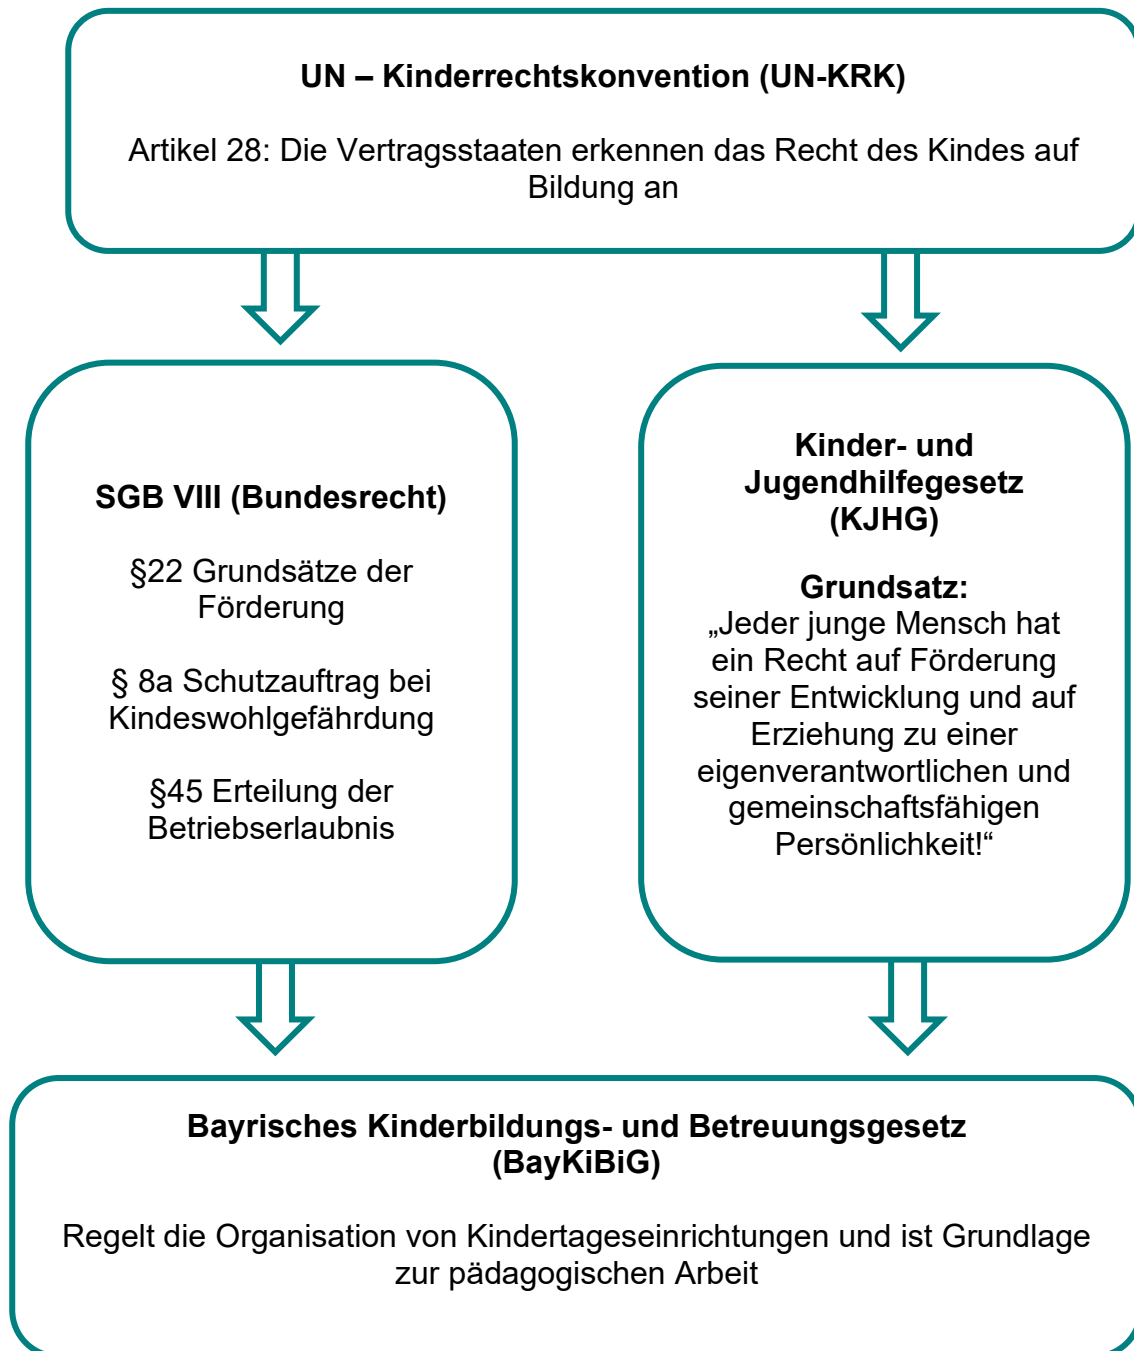 UN – Kinderrechtskonvention (UN-KRK)
Artikel 28: Die Vertragsstaaten erkennen das Recht des Kindes auf
Bildung an
SGB VIII (Bundesrecht)
§22 Grundsätze der
Förderung
§ 8a Schutzauftrag bei
Kindeswohlgefährdung
§45 Erteilung der
Betriebserlaubnis
Kinder- und
Jugendhilfegesetz
(KJHG)
Grundsatz:
„Jeder junge Mensch hat
ein Recht auf Förderung
seiner Entwicklung und auf
Erziehung zu einer
eigenverantwortlichen und
gemeinschaftsfähigen
Persönlichkeit!“
Bayrisches Kinderbildungs- und Betreuungsgesetz
(BayKiBiG)
Regelt die Organisation von Kindertageseinrichtungen und ist Grundlage
zur pädagogischen Arbeit